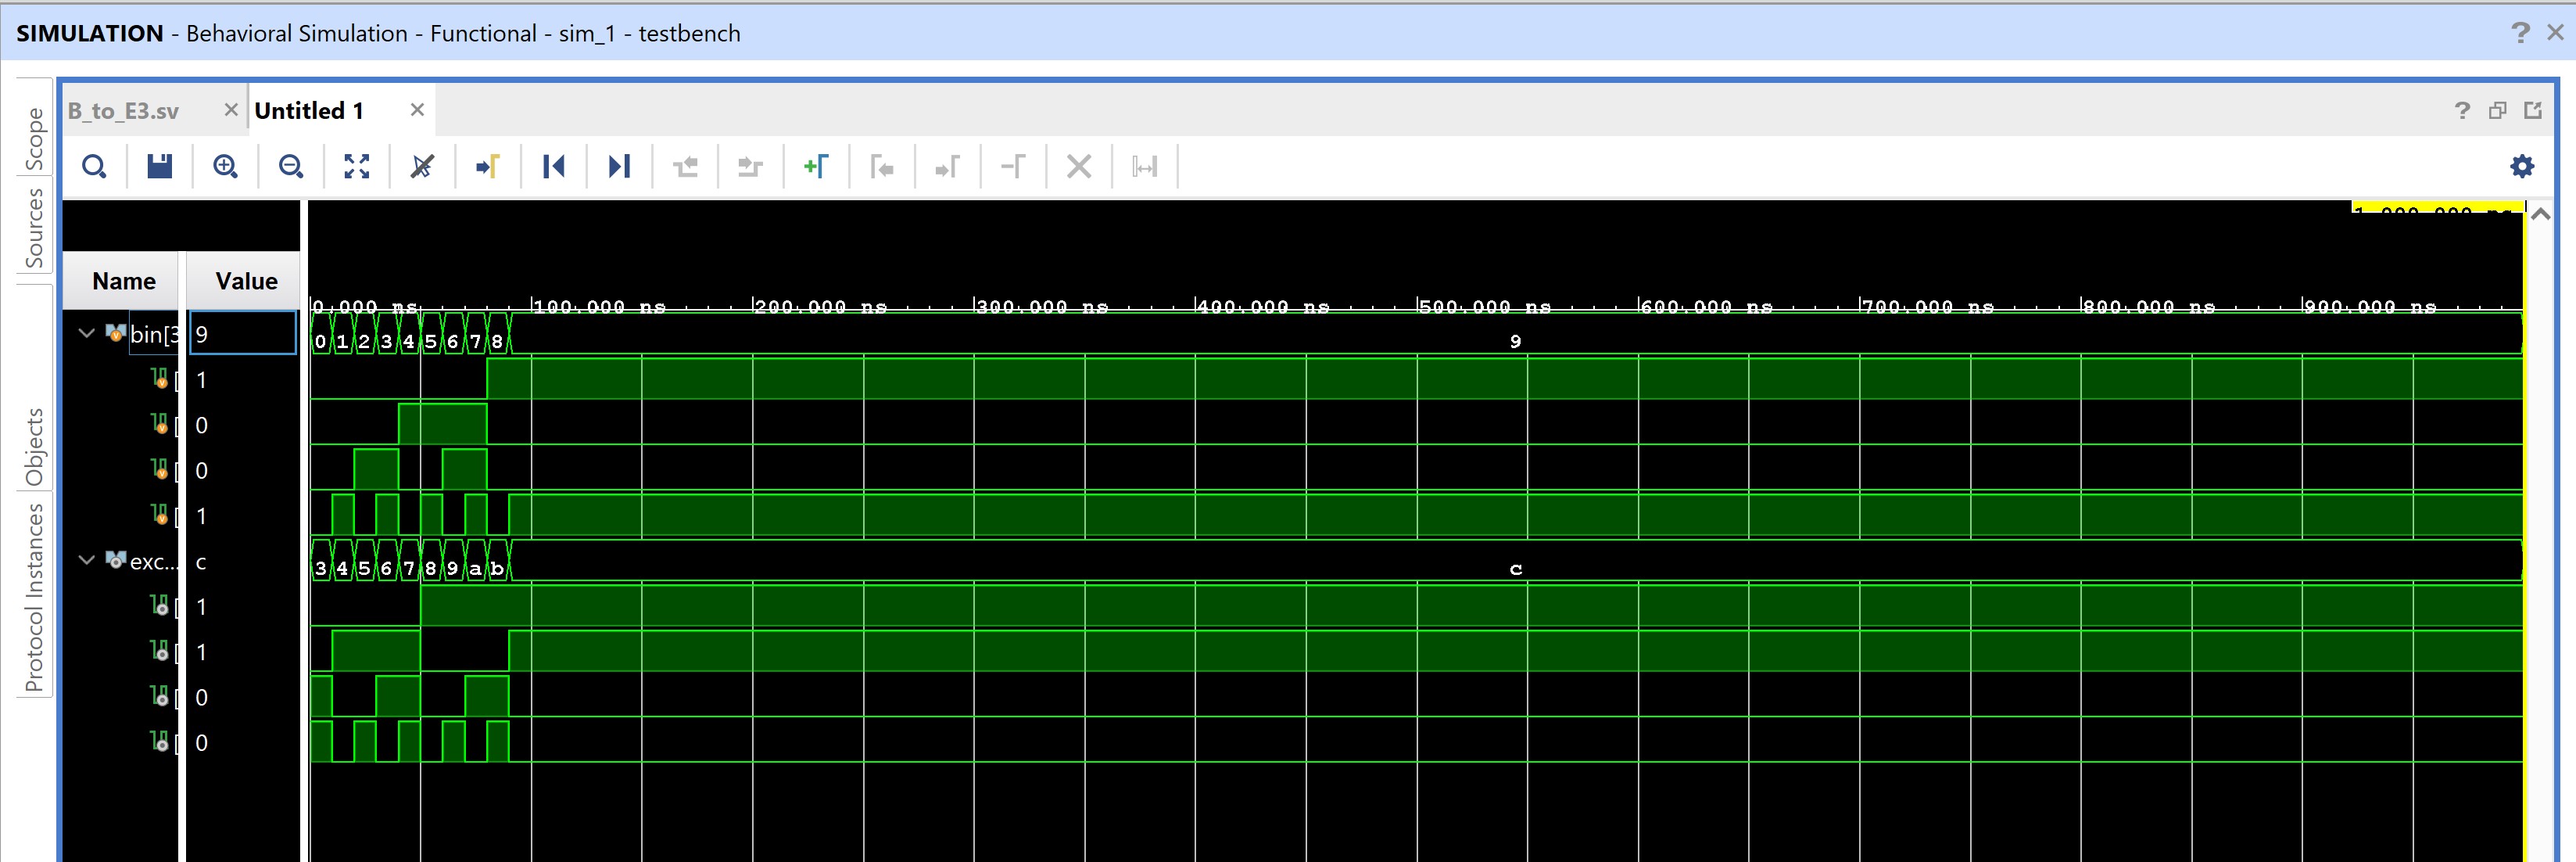 SIMULATION - Behavioral Simulation - Functional - sim_1 - testbench
Scope
Sources
Objects
Protocol Instances
B_to_E3.sv
Untitled 1
Name
Value
0.000 ns 100.000 ns 200.000 ns 300.000 ns 400.000 ns 500.000 ns 600.000 ns 700.000 ns 800.000 ns 900.000 ns
bin[3 9 0 1 2 3 4 5 6 7 8 9
[ 1
[ 0
[ 0
[ 1
exc... c 3 4 5 6 7 8 9 a b c
[ 1
[ 1
[ 0
[ 0